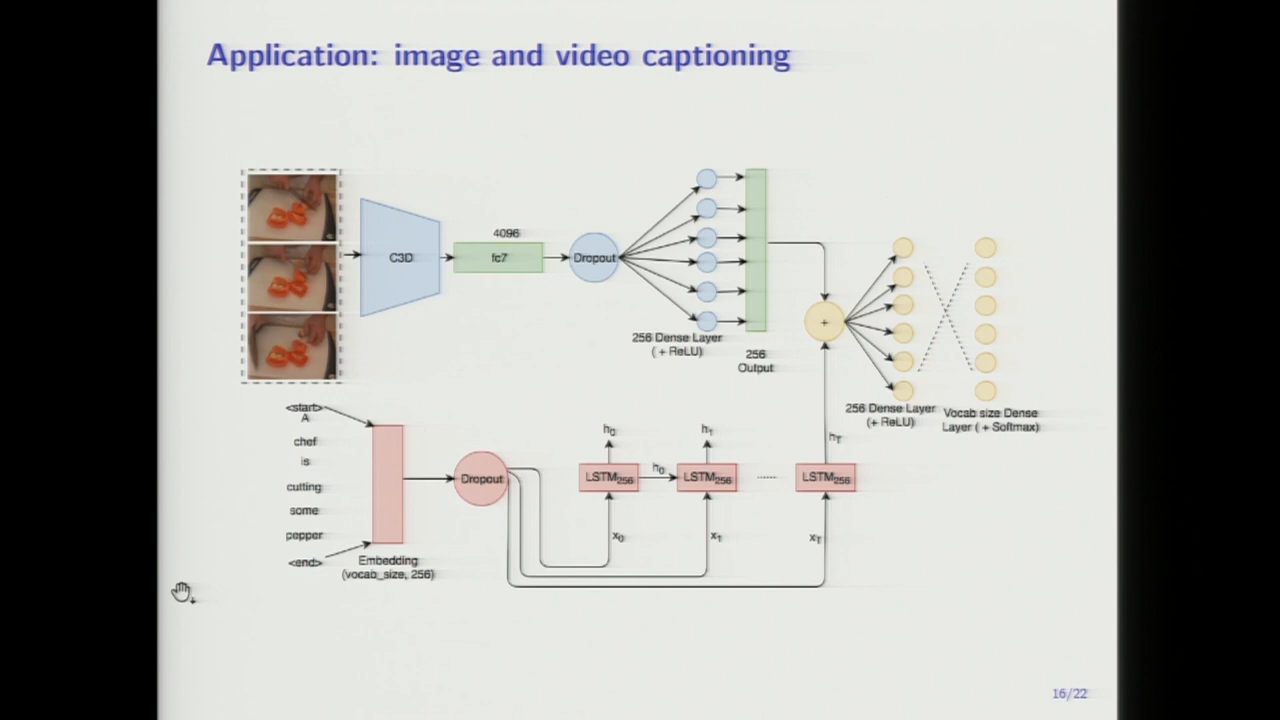 Application: image and video captioning
C3D
4096
fc7
Dropout
256 Dense Layer
( + ReLU)
256
Output
+
256 Dense Layer
(+ ReLU)
Vocab size Dense
Layer ( + Softmax)
<start>
A
chef
is
cutting
some
pepper
<end>
Embedding
(vocab_size, 256)
Dropout
h0
h1
hT
LSTM256
h0
LSTM256
......
LSTM256
x0
x1
xT
16/22